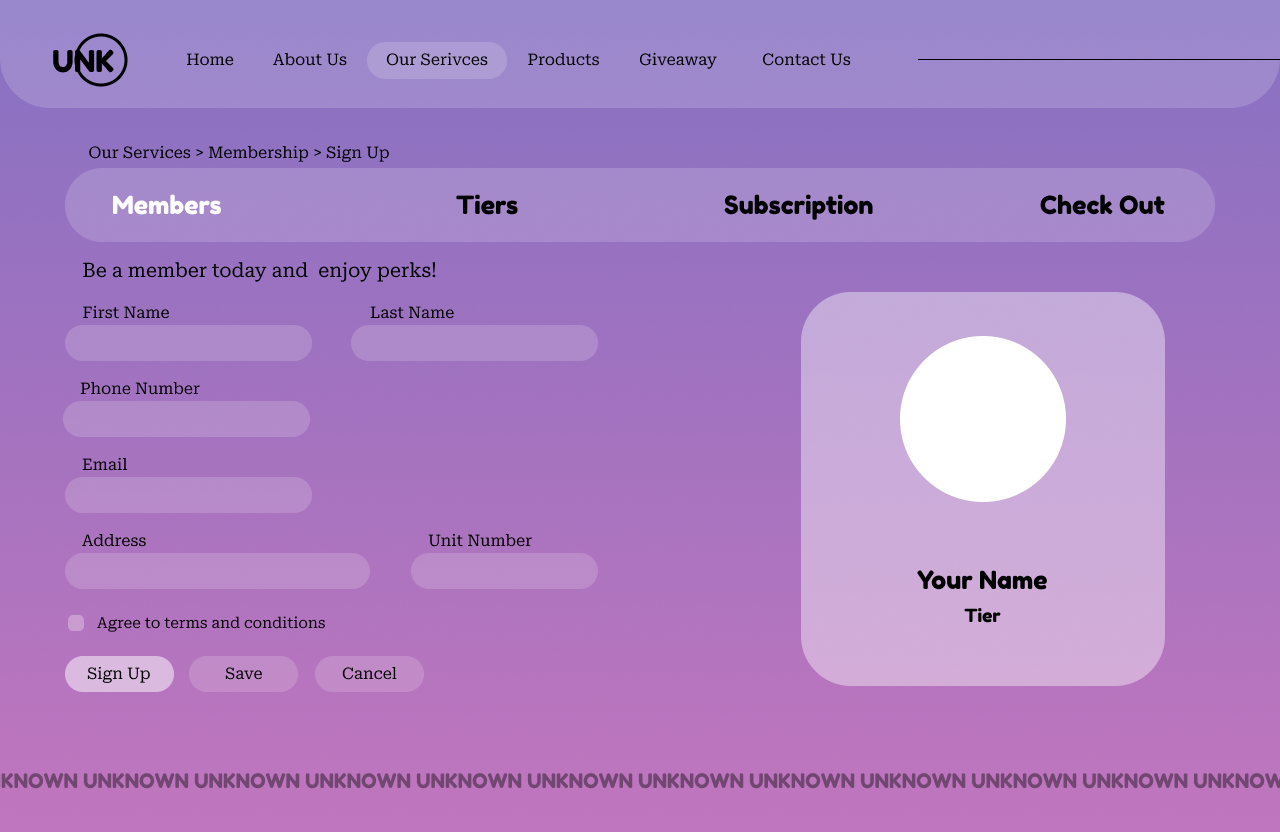 UNK Home About Us Our Serivces Products Giveaway Contact Us
Our Services > Membership > Sign Up
Members Tiers Subscription Check Out
Be a member today and  enjoy perks!
First Name Last Name
Phone Number
Email
Address Unit Number
Agree to terms and conditions
Sign Up Save Cancel
Your Name
Tier
KNOWN UNKNOWN UNKNOWN UNKNOWN UNKNOWN UNKNOWN UNKNOWN UNKNOWN UNKNOWN UNKNOWN UNKNOWN UNKNOW